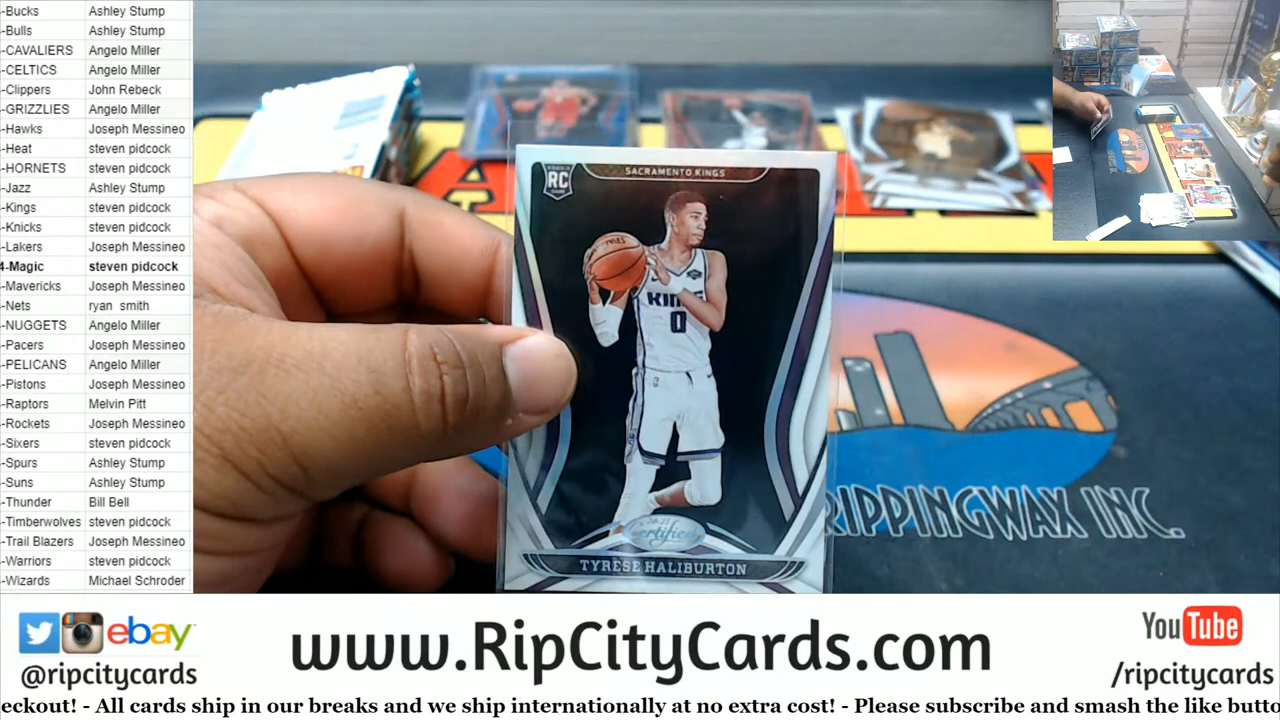 -Bucks Ashley Stump
-Bulls Ashley Stump
-CAVALIERS Angelo Miller
-CELTICS Angelo Miller
-Clippers John Rebeck
-GRIZZLIES Angelo Miller
-Hawks Joseph Messineo
-Heat steven pidcock
-HORNETS steven pidcock
-Jazz Ashley Stump
-Kings steven pidcock
-Knicks steven pidcock
-Lakers Joseph Messineo
4-Magic steven pidcock
-Mavericks Joseph Messineo
-Nets ryan smith
-NUGGETS Angelo Miller
-Pacers Joseph Messineo
-PELICANS Angelo Miller
-Pistons Joseph Messineo
-Raptors Melvin Pitt
-Rockets Joseph Messineo
-Sixers steven pidcock
-Spurs Ashley Stump
-Suns Ashley Stump
-Thunder Bill Bell
-Timberwolves steven pidcock
-Trail Blazers Joseph Messineo
-Warriors steven pidcock
-Wizards Michael Schroder
RC
SACRAMENTO KINGS
KINGS
0
Certified
TYRESE HALIBURTON
RIPPINGWAX INC.
ebay
@ripcitycards
www.RipCityCards.com
YouTube
/ripcitycards
eckout! - All cards ship in our breaks and we ship internationally at no extra cost! - Please subscribe and smash the like butto